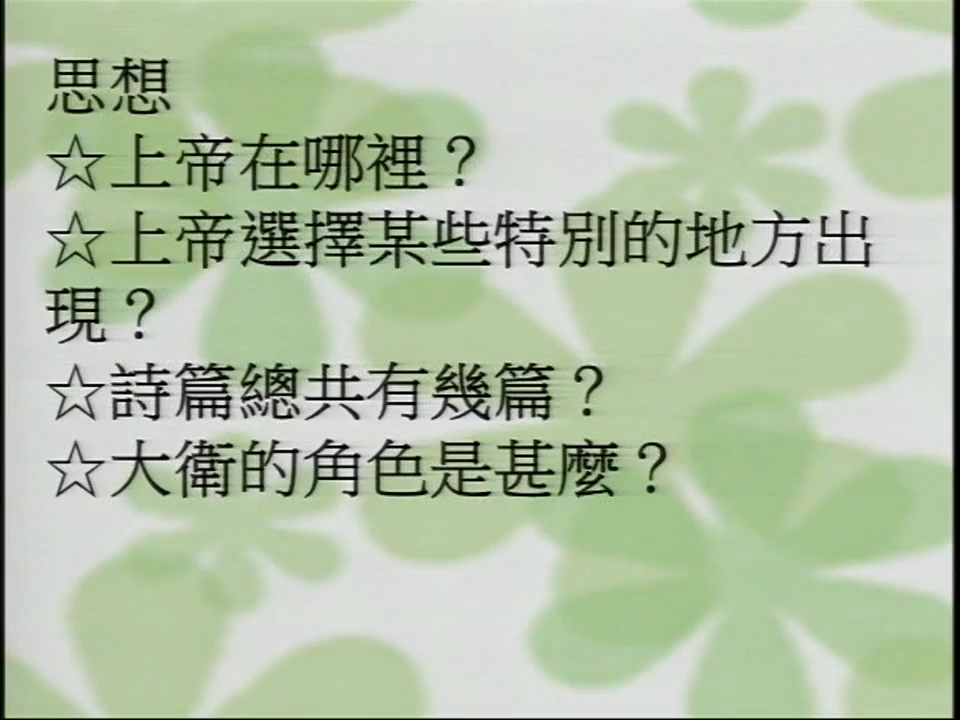 思想
☆上帝在哪裡？
☆上帝選擇某些特別的地方出
現？
☆詩篇總共有幾篇？
☆大衛的角色是甚麼？